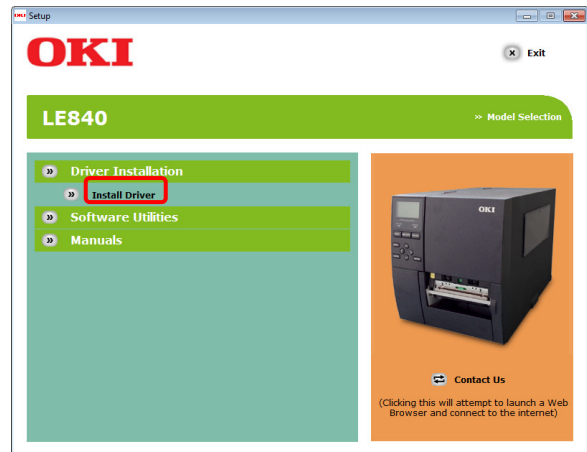 Setup
OKI
Exit
LE840
» Model Selection
Driver Installation
Install Driver
Software Utilities
Manuals
OKI
Contact Us
(Clicking this will attempt to launch a Web
Browser and connect to the internet)